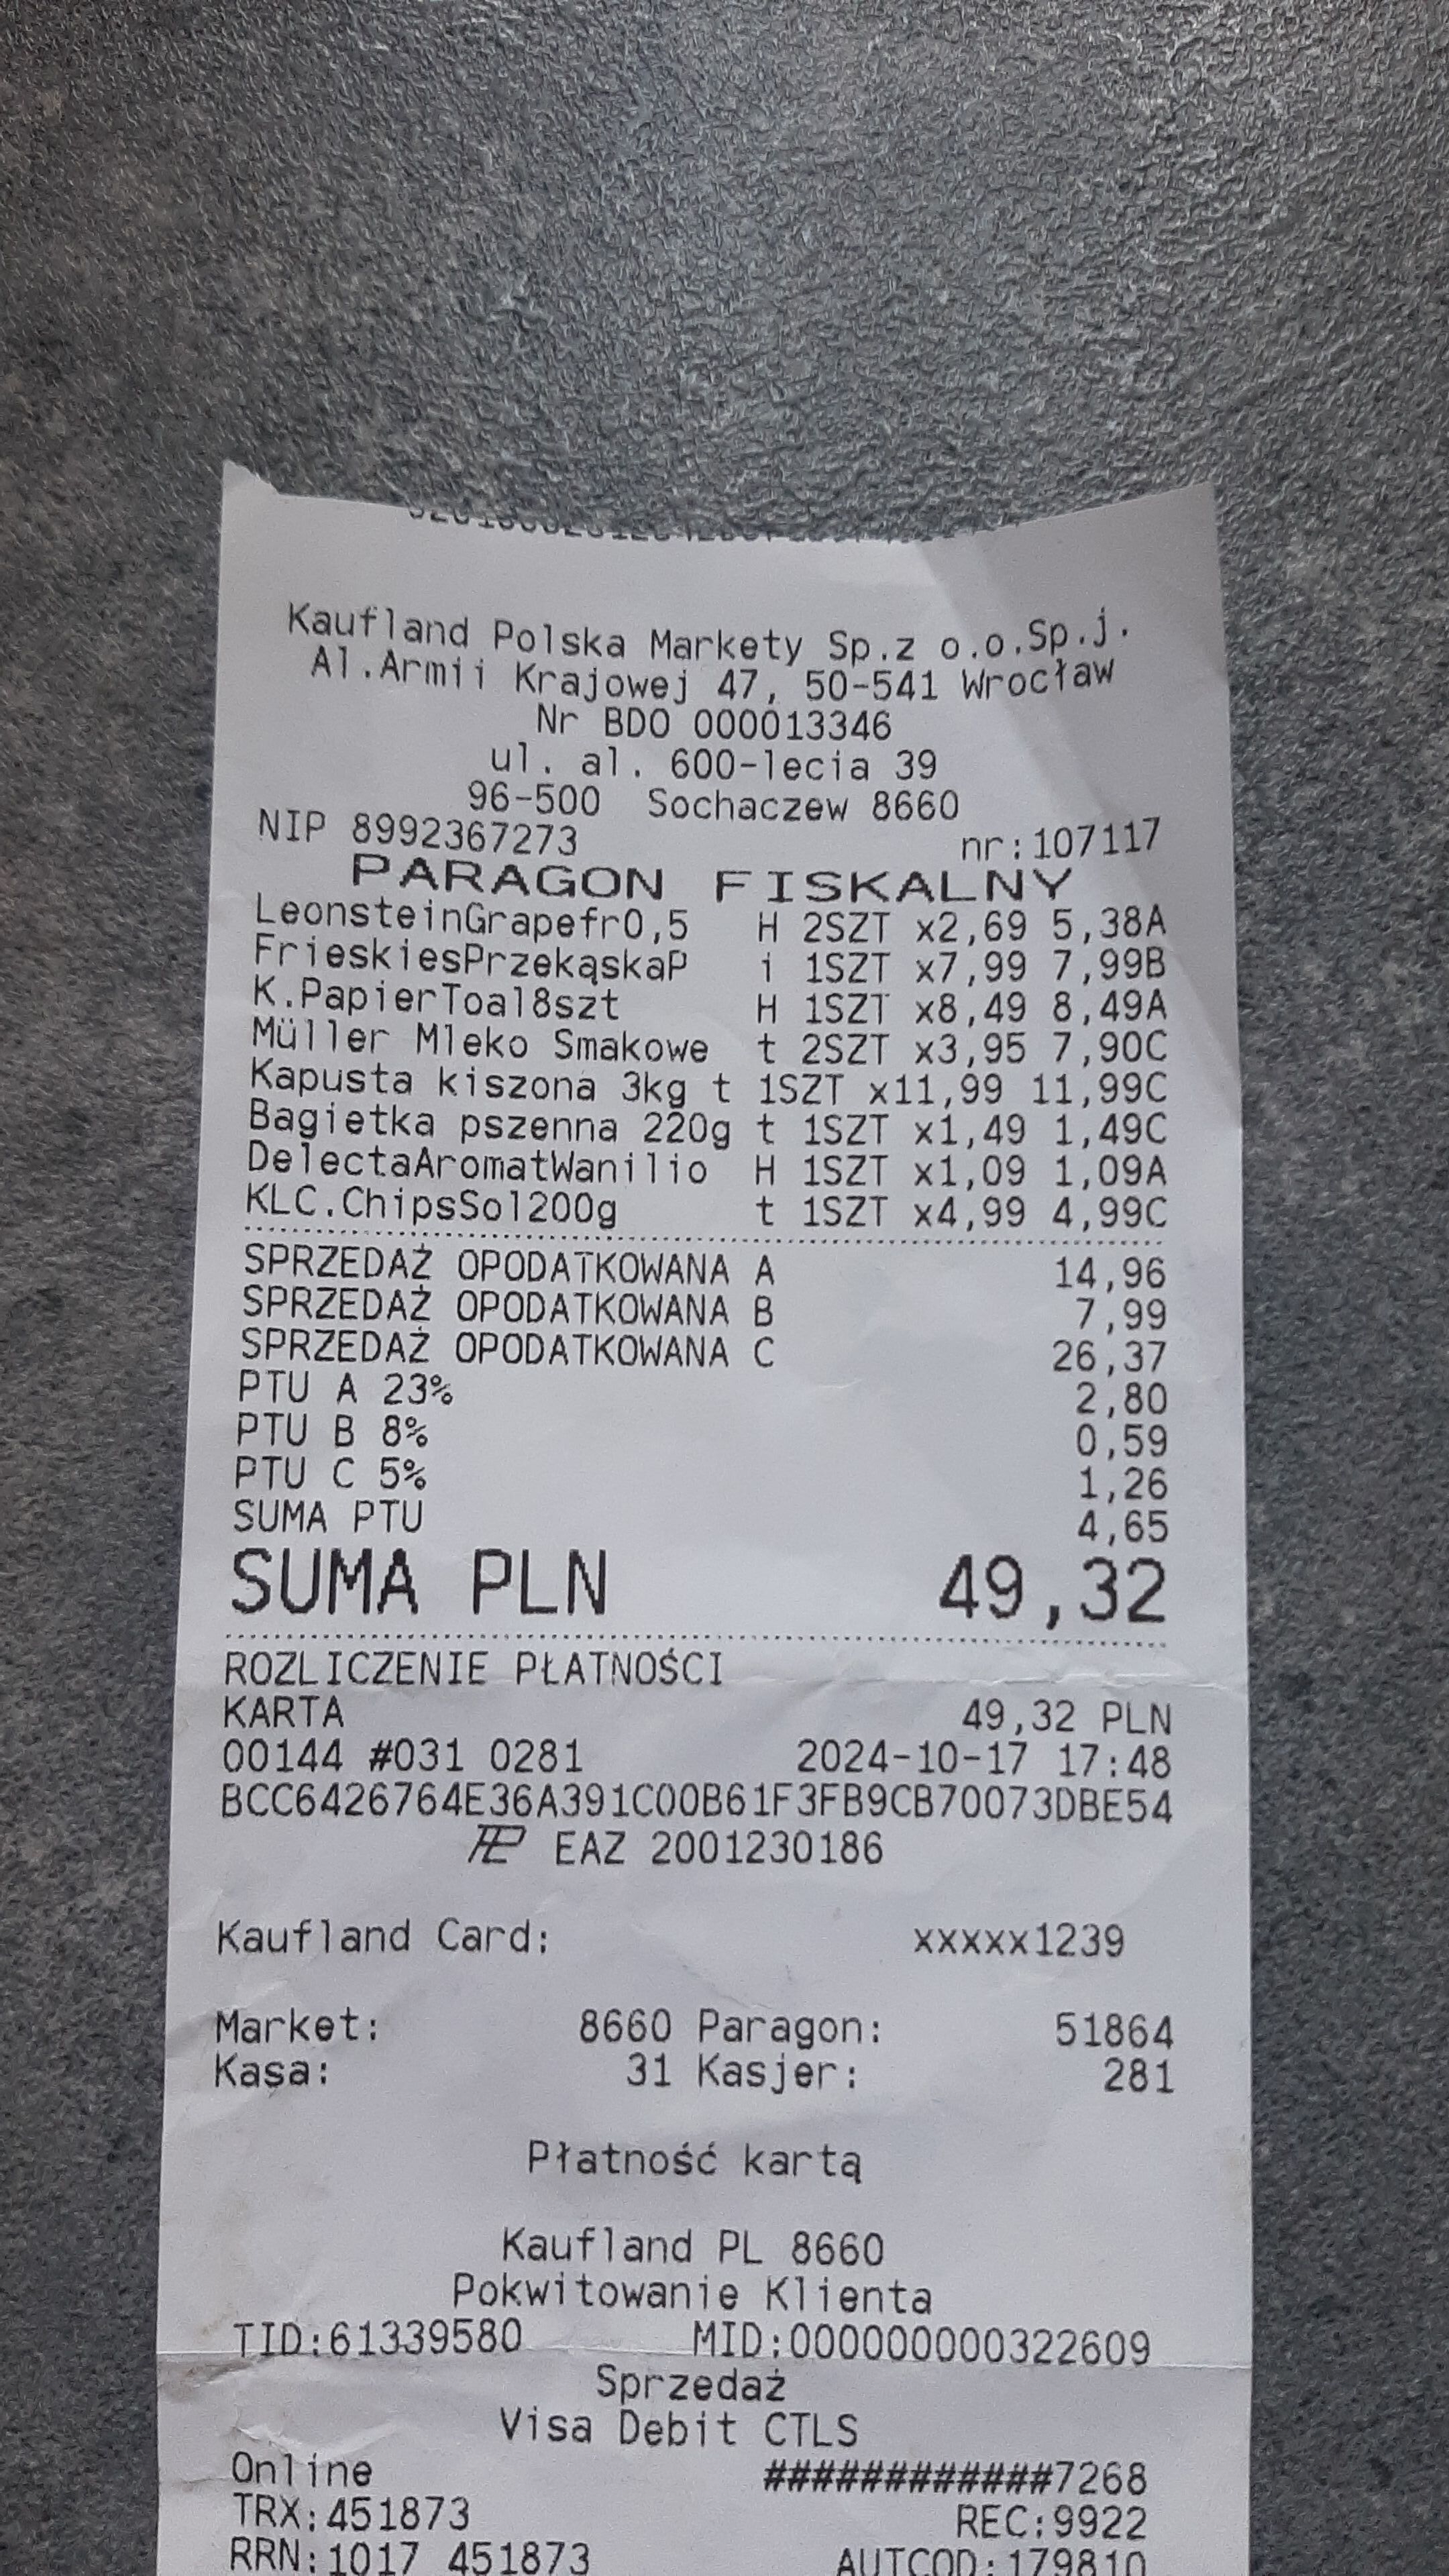 Kaufland Polska Markety Sp.z o.o.Sp.j.
Al.Armii Krajowej 47, 50-541 Wrocław
Nr BDO 000013346
ul. al. 600-lecia 39
96-500 Sochaczew 8660
NIP 8992367273 nr:107117
PARAGON FISKALNY
LeonsteinGrapefr0,5 H 2SZT x2,69 5,38A
FrieskiesPrzekąskaP i 1SZT x7,99 7,99B
K.PapierToal8szt H 1SZT x8,49 8,49A
Müller Mleko Smakowe t 2SZT x3,95 7,90C
Kapusta kiszona 3kg t 1SZT x11,99 11,99C
Bagietka pszenna 220g t 1SZT x1,49 1,49C
DelectaAromatWanilio H 1SZT x1,09 1,09A
KLC.ChipsSol200g t 1SZT x4,99 4,99C
SPRZEDAŻ OPODATKOWANA A 14,96
SPRZEDAŻ OPODATKOWANA B 7,99
SPRZEDAŻ OPODATKOWANA C 26,37
PTU A 23% 2,80
PTU B 8% 0,59
PTU C 5% 1,26
SUMA PTU 4,65
SUMA PLN 49,32
ROZLICZENIE PŁATNOŚCI
KARTA 49,32 PLN
00144 #031 0281 2024-10-17 17:48
BCC6426764E36A391C00B61F3FB9CB70073DBE54
EAZ 2001230186
Kaufland Card: xxxxx1239
Market: 8660 Paragon: 51864
Kasa: 31 Kasjer: 281
Płatność kartą
Kaufland PL 8660
Pokwitowanie Klienta
TID:61339580 MID:000000000322609
Sprzedaż
Visa Debit CTLS
Online ############7268
TRX:451873 REC:9922
RRN:1017 451873 AUTCOD:179810